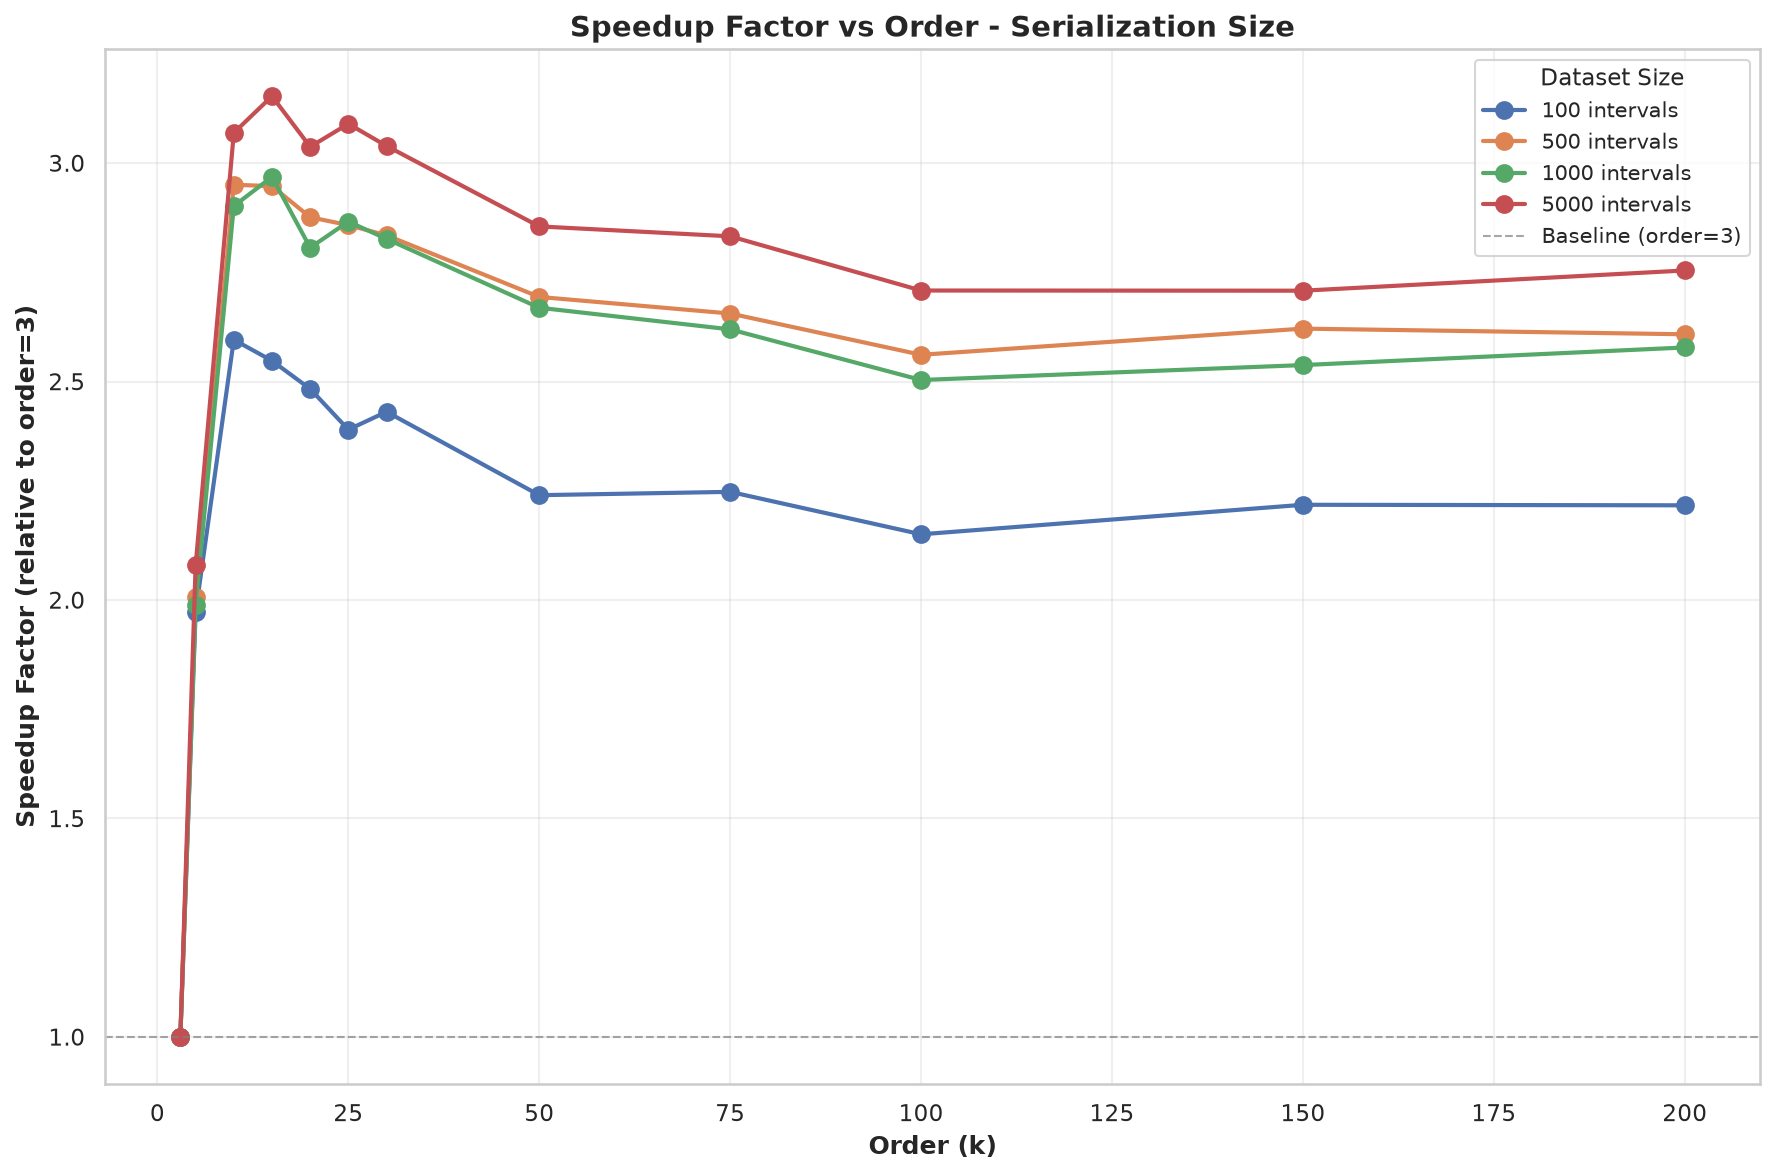 Speedup Factor vs Order - Serialization Size
Speedup Factor (relative to order=3)
3.0
2.5
2.0
1.5
1.0
Dataset Size
100 intervals
500 intervals
1000 intervals
5000 intervals
Baseline (order=3)
0 25 50 75 100 125 150 175 200
Order (k)